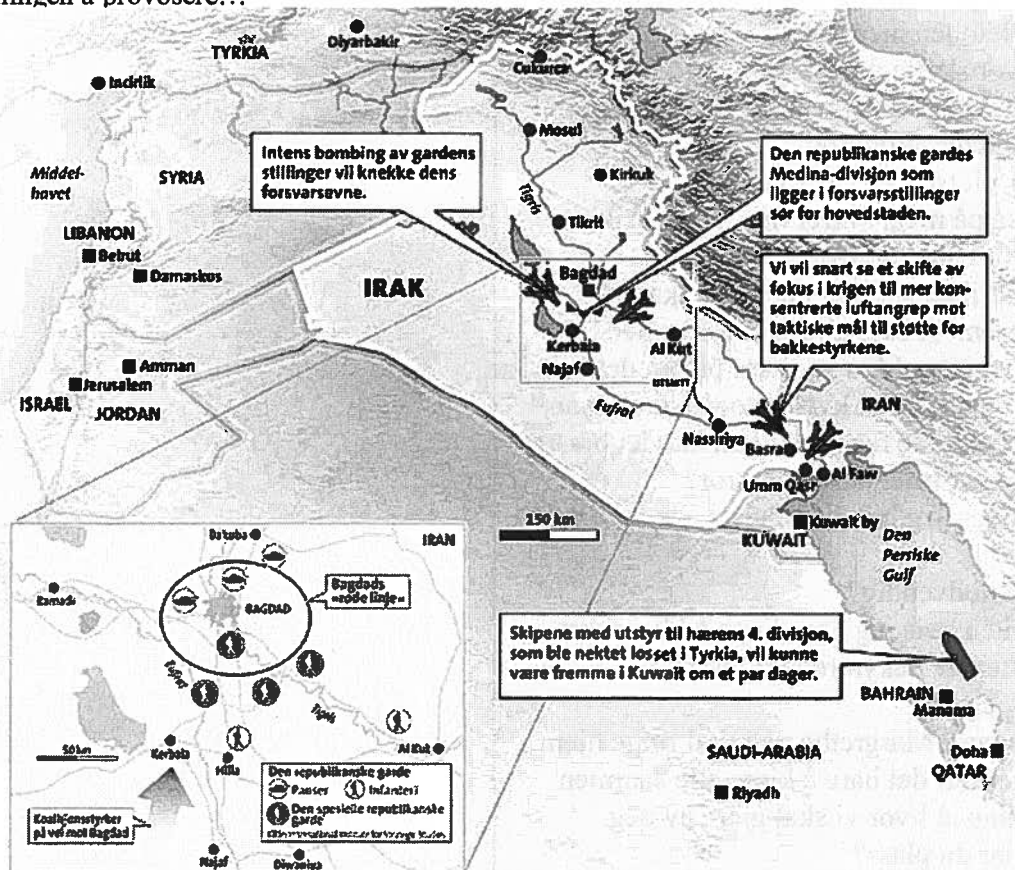 ningen å provosere...
TYRKIA
Diyarbakir
Incirlik
Cukurca
Mosul
Intens bombing av gardens
stillinger vil knekke dens
forsvarsevne.
Den republikanske gardes
Medina-divisjon som
ligger i forsvarsstillinger
sør for hovedstaden.
Middel-
havet
SYRIA
Kirkuk
Tigris
Tikrit
LIBANON
Beirut
Damaskus
IRAK
Bagdad
Vi vil snart se et skifte av
fokus i krigen til mer kon-
sentrerte luftangrep mot
taktiske mål til støtte for
bakkestyrkene.
Kerbala
Al Kut
Najaf
Amman
Jerusalem
ISRAEL
JORDAN
Eufrat
IRAN
Nassiriya
Basra
Umm Qasr
Al Faw
250 km
Kuwait by
KUWAIT
Den
Persiske
Gulf
Bakuba
IRAN
Ramadi
Bagdads
«røde linje»
BAGDAD
Eufrat
Tigris
Skipene med utstyr til hærens 4. divisjon,
som ble nektet losset i Tyrkia, vil kunne
være fremme i Kuwait om et par dager.
BAHRAIN
Manama
50 km
Kerbala
Hilla
Al Kut
SAUDI-ARABIA
Doha
QATAR
Riyadh
Den republikanske garde
Panser
Infanteri
Den spesielle republikanske
garde
Koalisjonsstyrker
på vei mot Bagdad
Najaf
Diwaniya